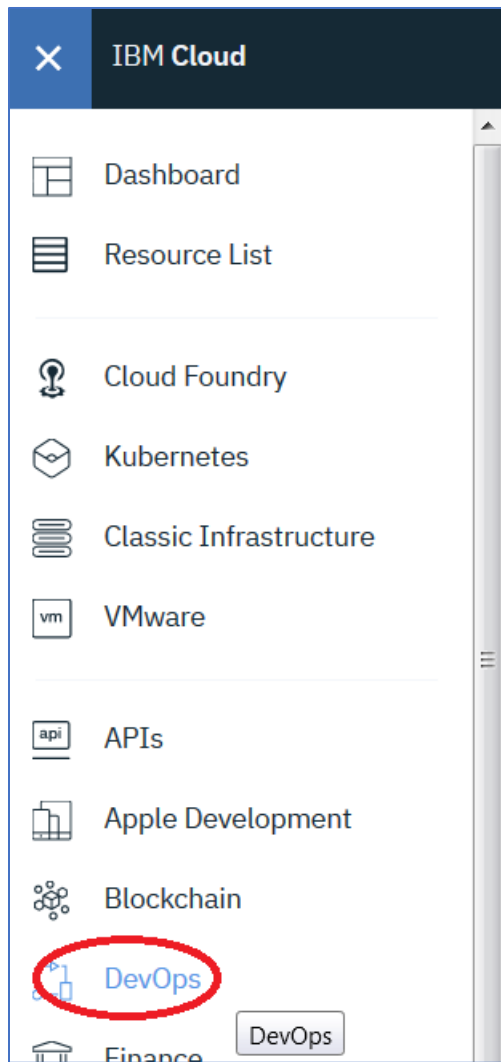 IBM Cloud
Dashboard
Resource List
Cloud Foundry
Kubernetes
Classic Infrastructure
vm VMware
api APIs
Apple Development
Blockchain
DevOps
DevOps
Finance